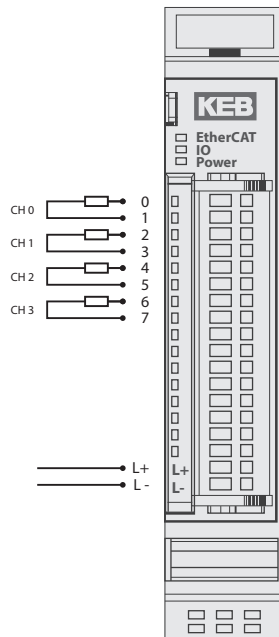 KEB
EtherCAT
IO
Power
CH 0
0
1
CH 1
2
3
CH 2
4
5
CH 3
6
7
L+
L -
L+
L-